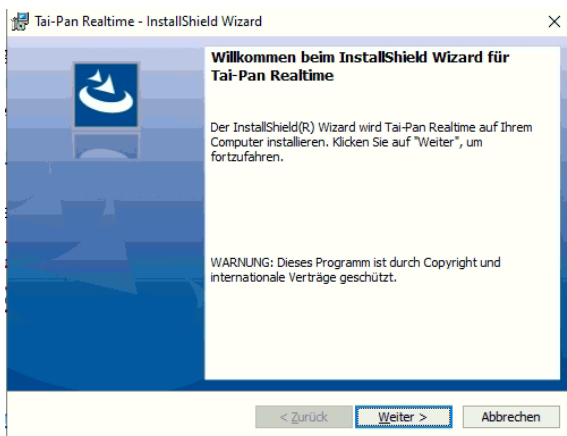 Tai-Pan Realtime - InstallShield Wizard
Willkommen beim InstallShield Wizard für
Tai-Pan Realtime
Der InstallShield(R) Wizard wird Tai-Pan Realtime auf Ihrem
Computer installieren. Klicken Sie auf "Weiter", um
fortzufahren.
WARNUNG: Dieses Programm ist durch Copyright und
internationale Verträge geschützt.
< Zurück
Weiter >
Abbrechen